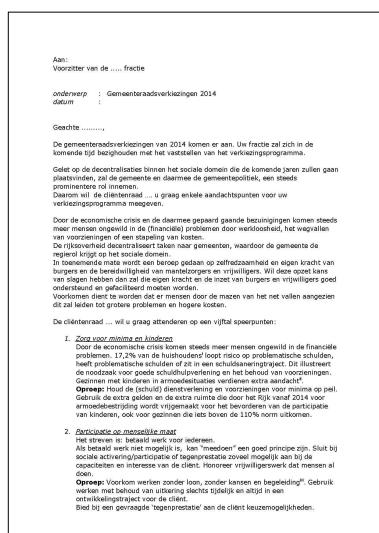 Aan:
Voorzitter van de ..... fractie
onderwerp : Gemeenteraadsverkiezingen 2014
datum :
Geachte .........,
De gemeenteraadsverkiezingen van 2014 komen er aan. Uw fractie zal zich in de
komende tijd bezighouden met het vaststellen van het verkiezingsprogramma.
Gelet op de decentralisaties binnen het sociale domein die de komende jaren zullen gaan
plaatsvinden, zal de gemeente en daarmee de gemeentepolitiek, een steeds
prominentere rol innemen.
Daarom wil de cliëntenraad .... u graag enkele aandachtspunten voor uw
verkiezingsprogramma meegeven.
Door de economische crisis en de daarmee gepaard gaande bezuinigingen komen steeds
meer mensen ongewild in de (financiële) problemen door werkloosheid, het wegvallen
van voorzieningen of een stapeling van kosten.
De rijksoverheid decentraliseert taken naar gemeenten, waardoor de gemeente de
regierol krijgt op het sociale domein.
In toenemende mate wordt een beroep gedaan op zelfredzaamheid en eigen kracht van
burgers en de bereidwilligheid van mantelzorgers en vrijwilligers. Wil deze opzet kans
van slagen hebben dan zal die eigen kracht en de inzet van burgers en vrijwilligers goed
ondersteund en gefaciliteerd moeten worden.
Voorkomen dient te worden dat er mensen door de mazen van het net vallen aangezien
dit zal leiden tot grotere problemen en hogere kosten.
De cliëntenraad ... wil u graag attenderen op een vijftal speerpunten:
1. Zorg voor minima en kinderen
Door de economische crisis komen steeds meer mensen ongewild in de financiële
problemen. 17,2% van de huishoudens loopt risico op problematische schulden,
heeft problematische schulden of zit in een schuldsaneringtraject. Dit illustreert
de noodzaak voor goede schuldhulpverlening en het behoud van voorzieningen.
Gezinnen met kinderen in armoedesituaties verdienen extra aandacht.
Oproep: Houd de (schuld) dienstverlening en voorzieningen voor minima op peil.
Gebruik de extra gelden en de extra ruimte die door het Rijk vanaf 2014 voor
armoedebestrijding wordt vrijgemaakt voor het bevorderen van de participatie
van kinderen, ook voor gezinnen die iets boven de 110% norm uitkomen.
2. Participatie op menselijke maat
Het streven is: betaald werk voor iedereen.
Als betaald werk niet mogelijk is, kan "meedoen" een goed principe zijn. Sluit bij
sociale activering/participatie of tegenprestatie zoveel mogelijk aan bij de
capaciteiten en interesse van de cliënt. Honoreer vrijwilligerswerk dat mensen al
doen.
Oproep: Voorkom werken zonder loon, zonder kansen en begeleiding. Gebruik
werken met behoud van uitkering slechts tijdelijk en altijd in een
ontwikkelingstraject voor de cliënt.
Bied bij een gevraagde 'tegenprestatie' aan de cliënt keuzemogelijkheden.